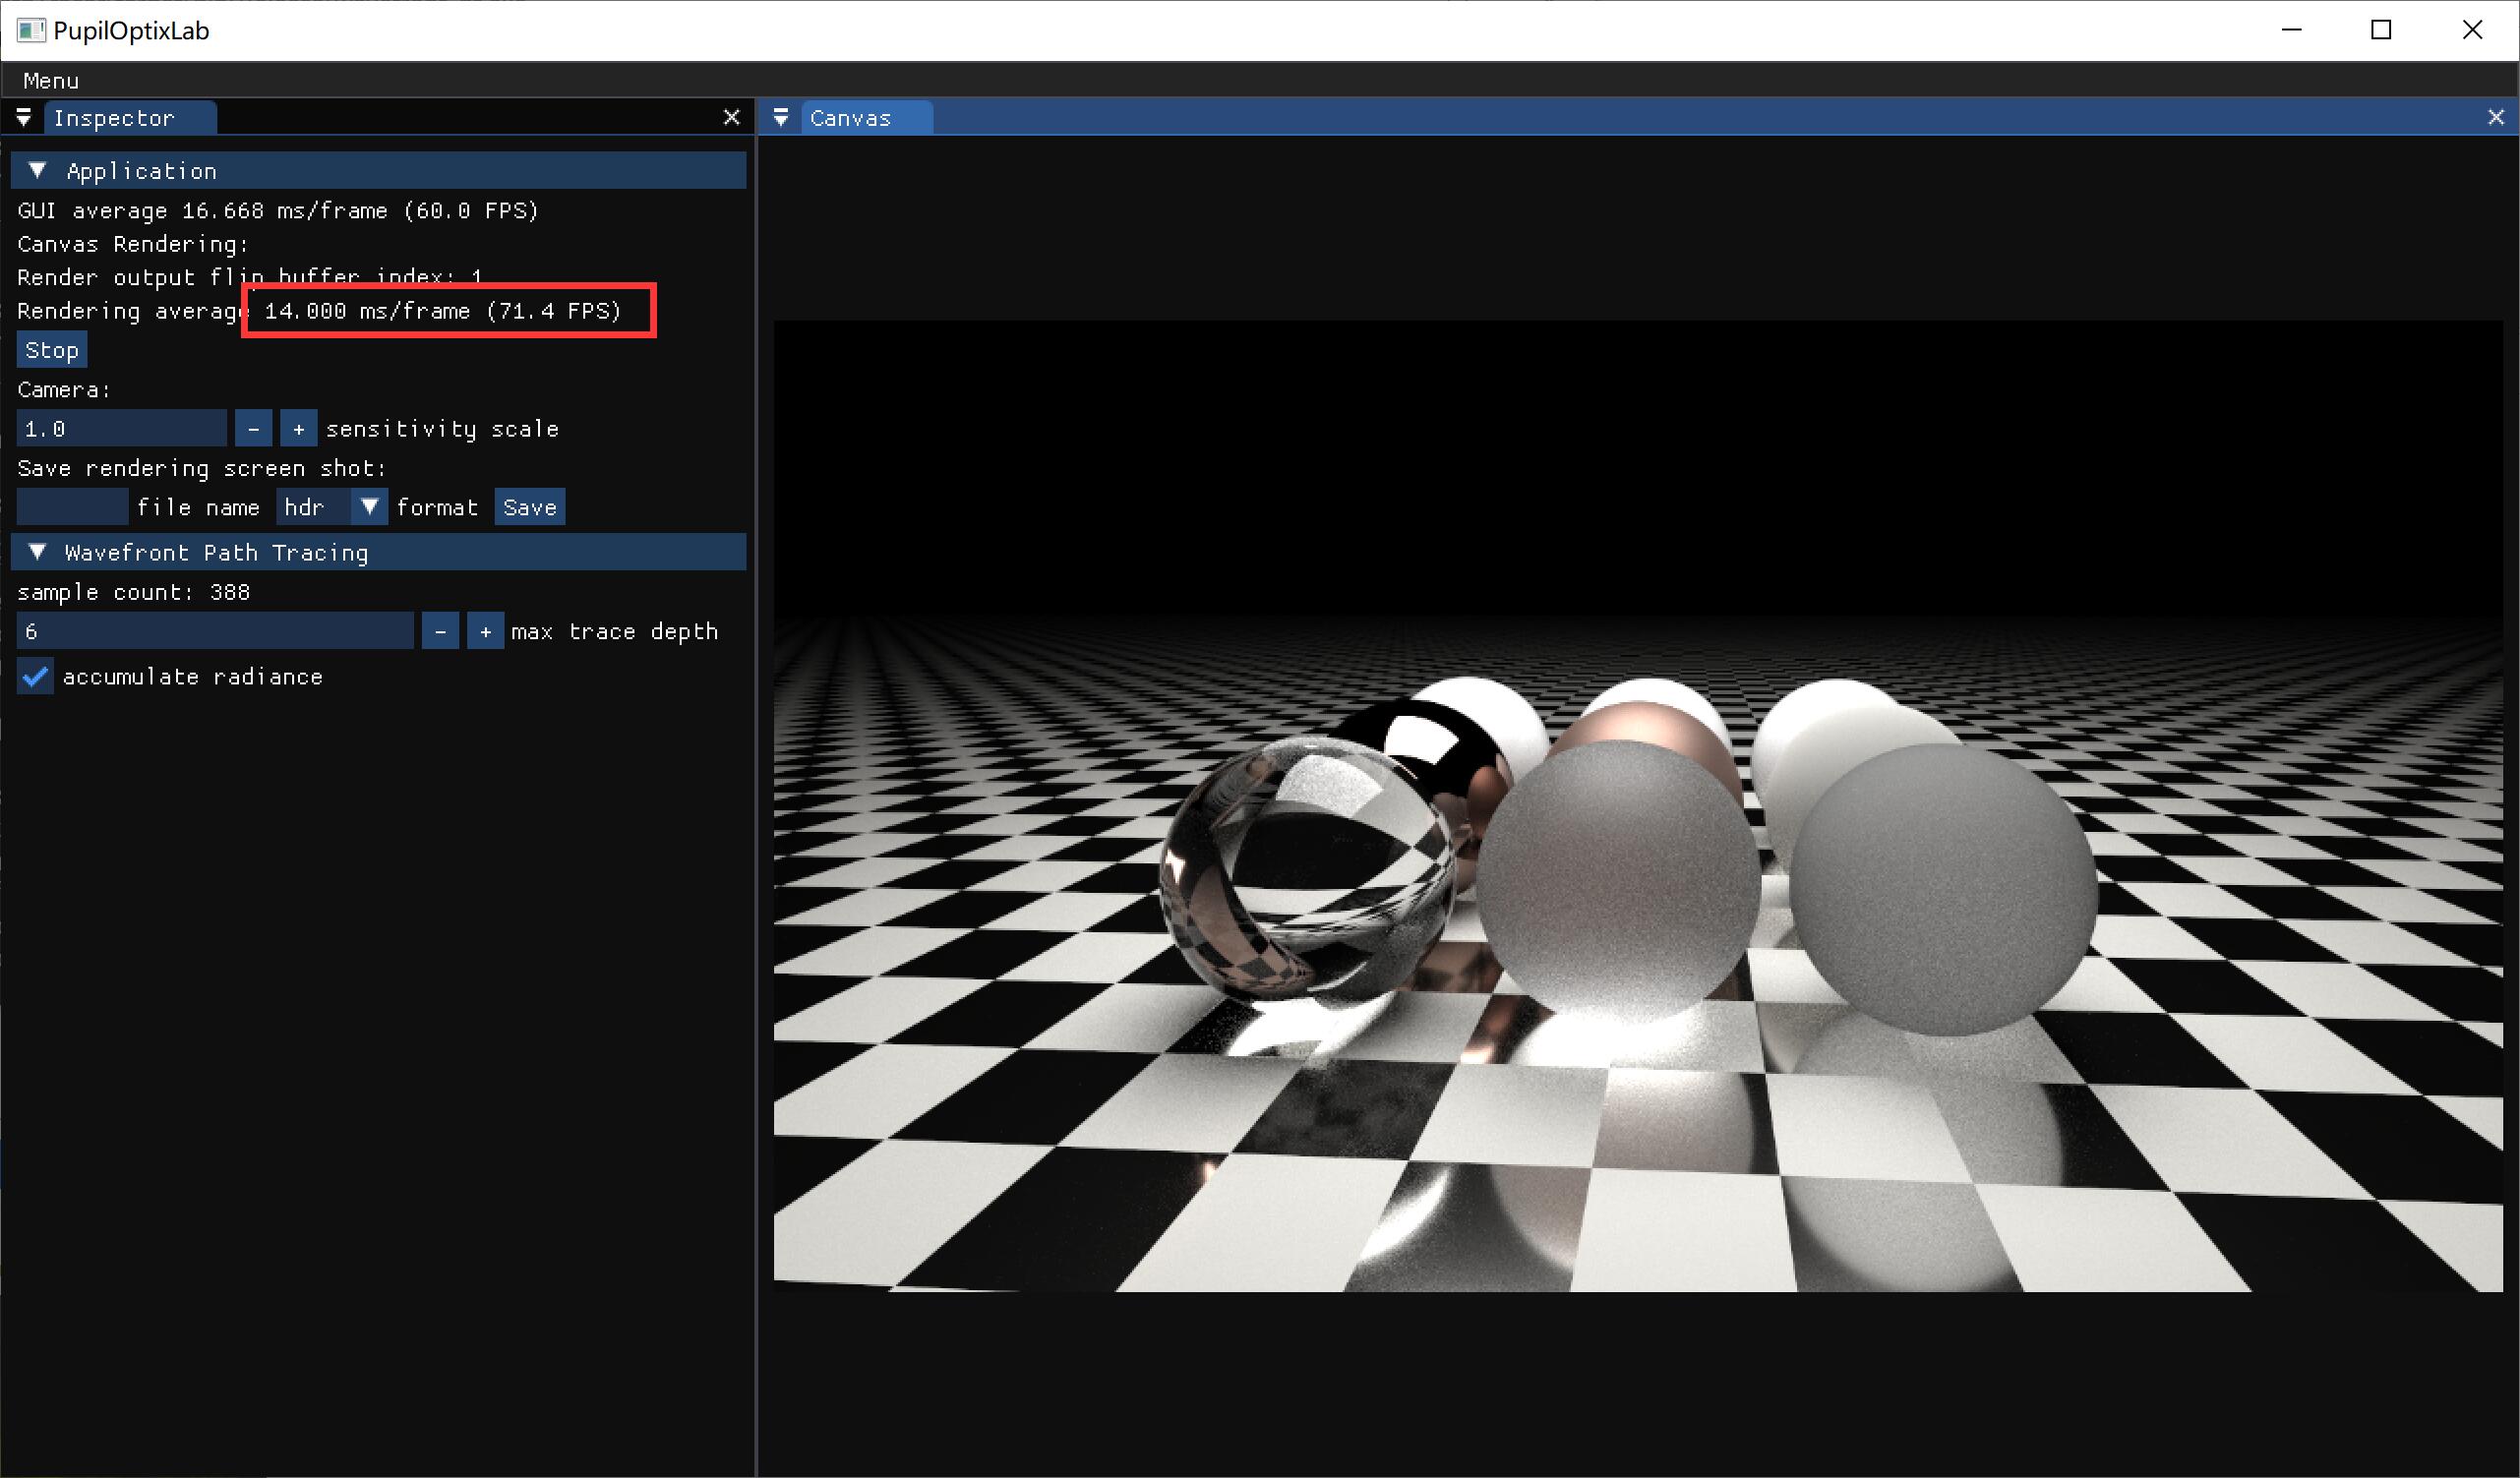 PupilOptixLab
Menu
Inspector
Canvas
Application
GUI average 16.668 ms/frame (60.0 FPS)
Canvas Rendering:
Render output flip buffer index: 1
Rendering average 14.000 ms/frame (71.4 FPS)
Stop
Camera:
1.0 - + sensitivity scale
Save rendering screen shot:
file name hdr format Save
Wavefront Path Tracing
sample count: 388
6 - + max trace depth
accumulate radiance